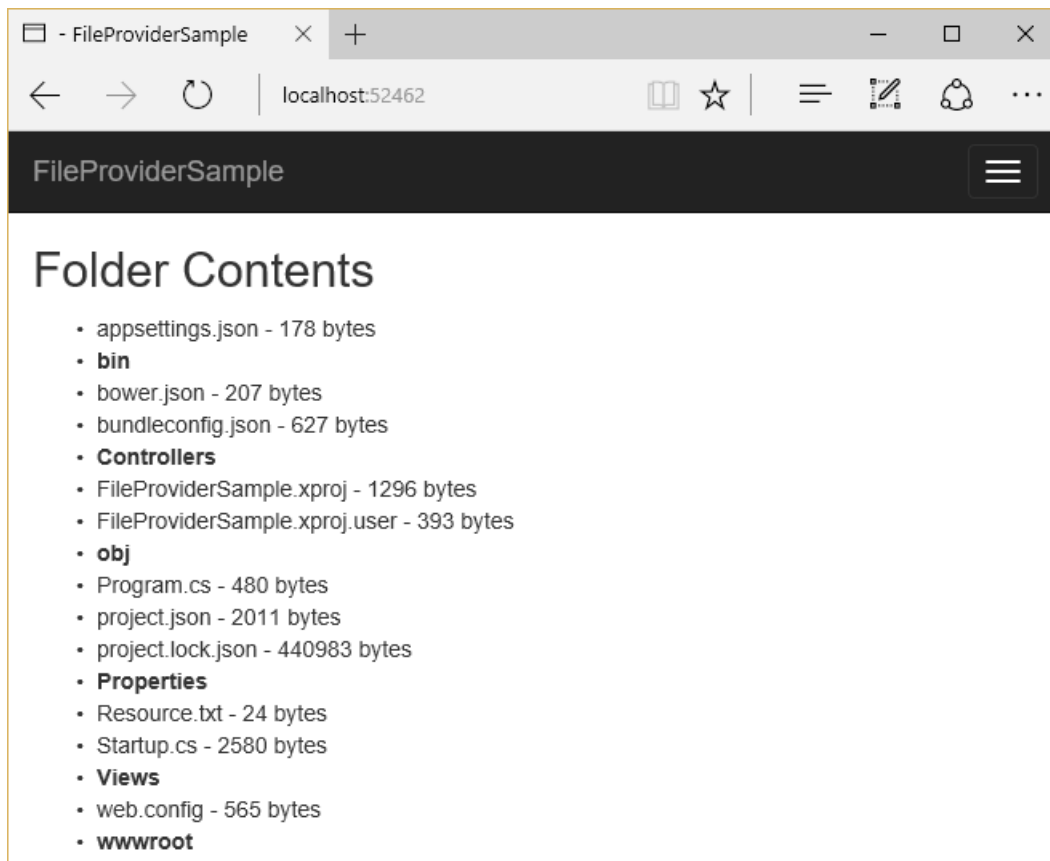 - FileProviderSample
localhost:52462
FileProviderSample
Folder Contents
• appsettings.json - 178 bytes
• bin
• bower.json - 207 bytes
• bundleconfig.json - 627 bytes
• Controllers
• FileProviderSample.xproj - 1296 bytes
• FileProviderSample.xproj.user - 393 bytes
• obj
• Program.cs - 480 bytes
• project.json - 2011 bytes
• project.lock.json - 440983 bytes
• Properties
• Resource.txt - 24 bytes
• Startup.cs - 2580 bytes
• Views
• web.config - 565 bytes
• wwwroot